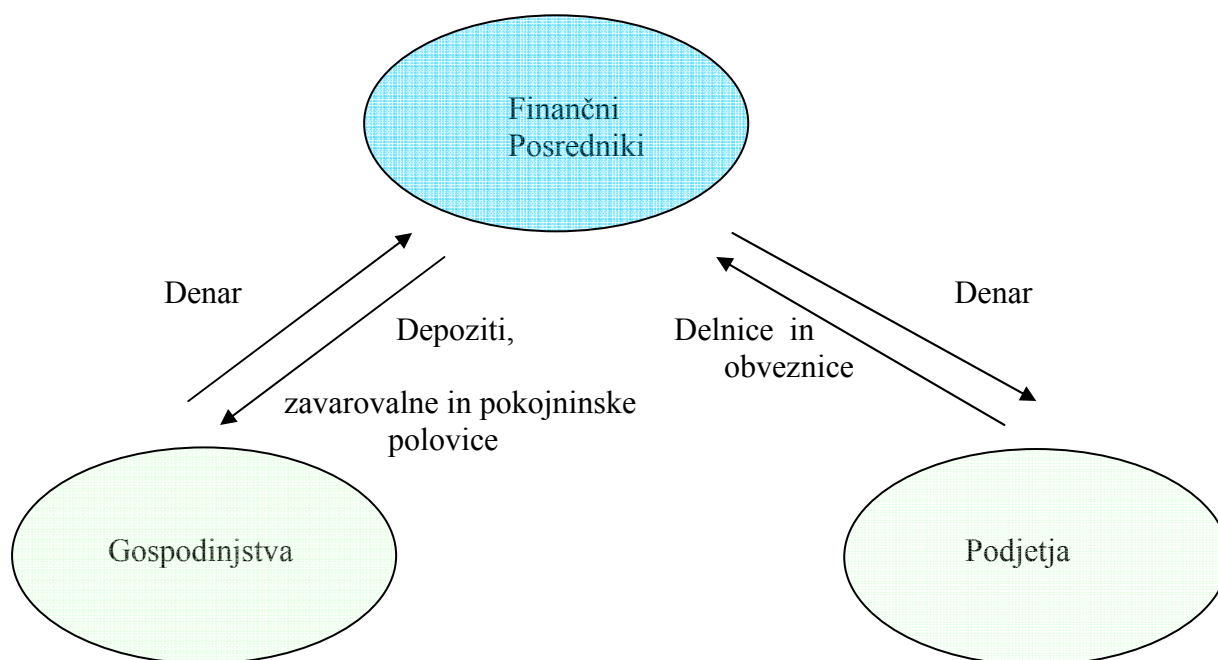 Finančni
Posredniki
Denar
Denar
Depoziti,
Delnice in
obveznice
zavarovalne in pokojninske
polovice
Gospodinjstva
Podjetja